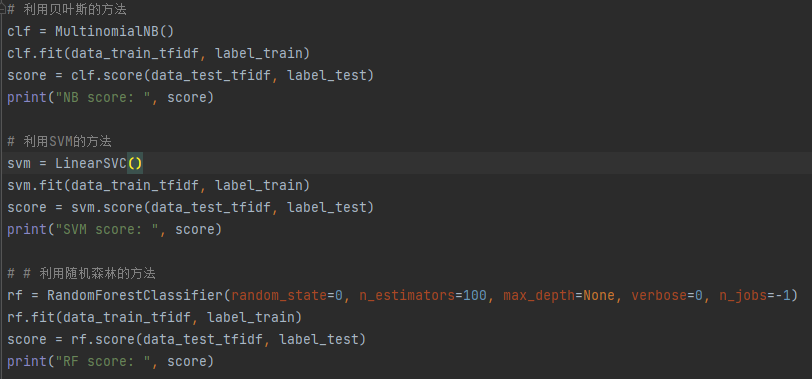 # 利用贝叶斯的方法
clf = MultinomialNB()
clf.fit(data_train_tfidf, label_train)
score = clf.score(data_test_tfidf, label_test)
print("NB score: ", score)
# 利用SVM的方法
svm = LinearSVC()
svm.fit(data_train_tfidf, label_train)
score = svm.score(data_test_tfidf, label_test)
print("SVM score: ", score)
# # 利用随机森林的方法
rf = RandomForestClassifier(random_state=0, n_estimators=100, max_depth=None, verbose=0, n_jobs=-1)
rf.fit(data_train_tfidf, label_train)
score = rf.score(data_test_tfidf, label_test)
print("RF score: ", score)